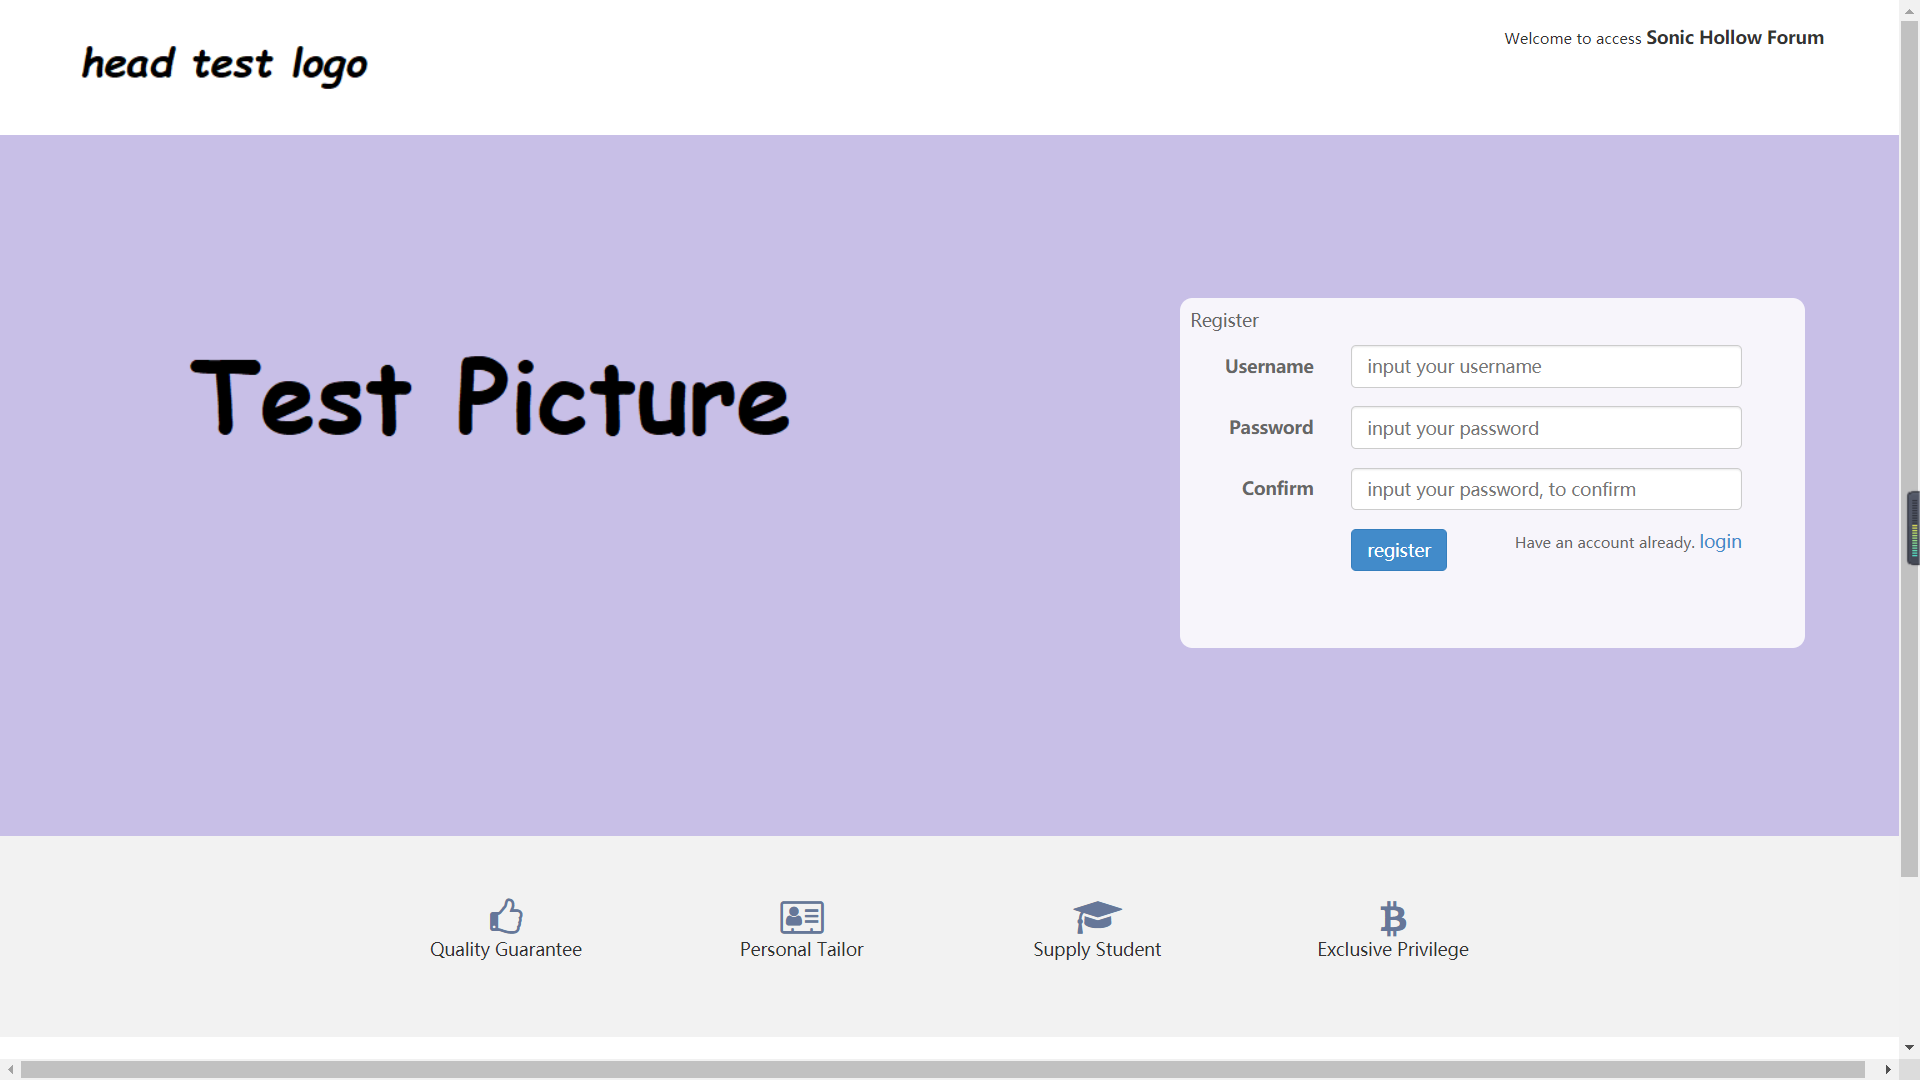 head test logo
Welcome to access Sonic Hollow Forum
Test Picture
Register
Username
input your username
Password
input your password
Confirm
input your password, to confirm
register
Have an account already. login
Quality Guarantee
Personal Tailor
Supply Student
Exclusive Privilege